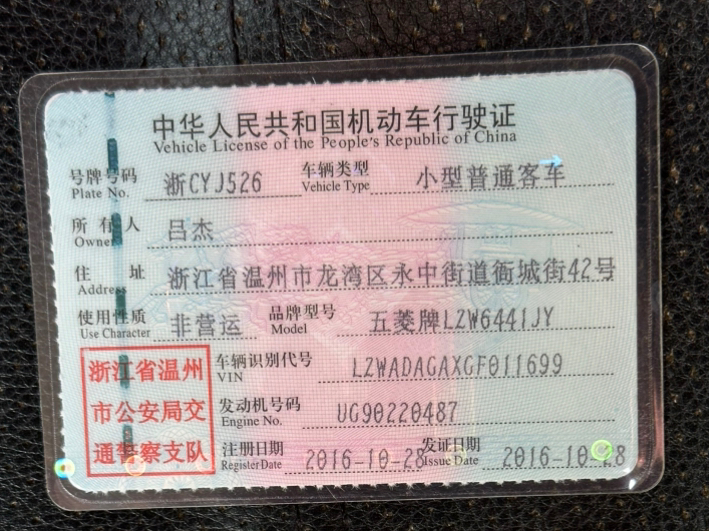 中华人民共和国机动车行驶证
Vehicle License of the People's Republic of China
号牌号码 浙CYJ526 车辆类型 小型普通客车
Plate No. Vehicle Type
所有人 吕杰
Owner
住址 浙江省温州市龙湾区永中街道衙城街42号
Address
使用性质 非营运 品牌型号 五菱牌LZW6441JY
Use Character Model
浙江省温州
市公安局交
通警察支队
车辆识别代号 LZWADAGAXGF011699
VIN
发动机号码 UG90220487
Engine No.
注册日期 2016-10-28 发证日期 2016-10-28
Register Date Issue Date